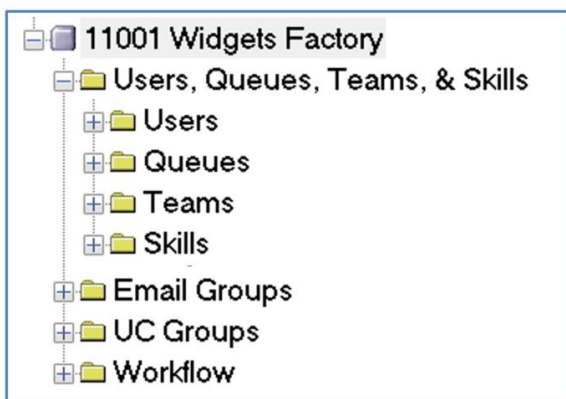 11001 Widgets Factory
Users, Queues, Teams, & Skills
Users
Queues
Teams
Skills
Email Groups
UC Groups
Workflow